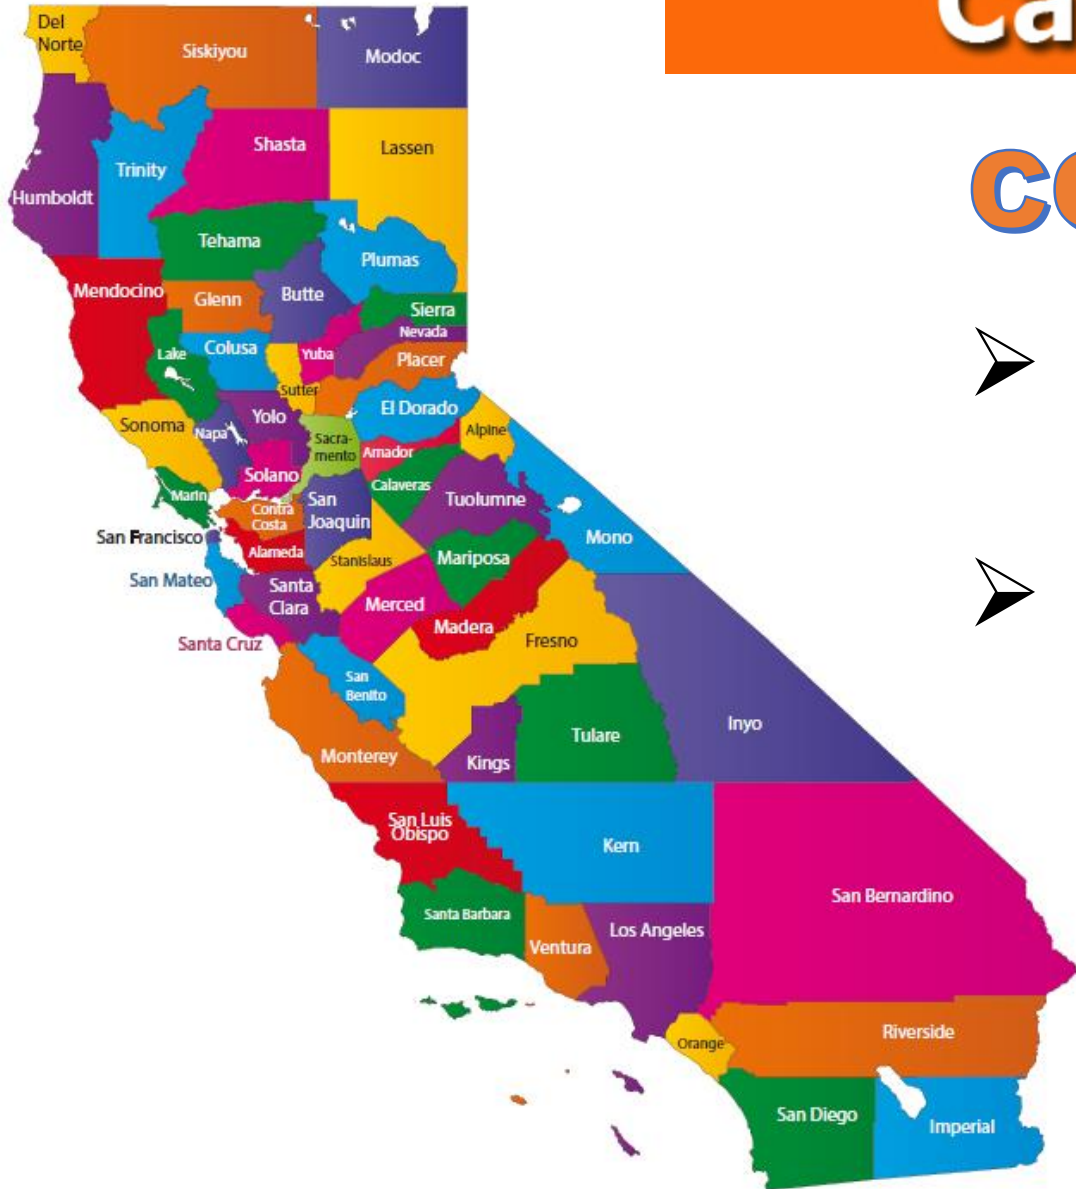 Ca
CO
Del
Norte
Siskiyou
Modoc
Shasta
Lassen
Trinity
Humboldt
Tehama
Plumas
Mendocino
Glenn
Butte
Sierra
Nevada
Lake
Colusa
Yuba
Placer
Sutter
El Dorado
Yolo
Sonoma
Napa
Sacra-
mento
Alpine
Amador
Solano
Calaveras
Marin
San
Joaquin
Tuolumne
Contra
Costa
San Francisco
Alameda
Stanislaus
Mariposa
Mono
San Mateo
Santa
Clara
Merced
Madera
Santa Cruz
Fresno
San
Benito
Inyo
Tulare
Monterey
Kings
San Luis
Obispo
Kern
San Bernardino
Santa Barbara
Los Angeles
Ventura
Riverside
Orange
San Diego
Imperial